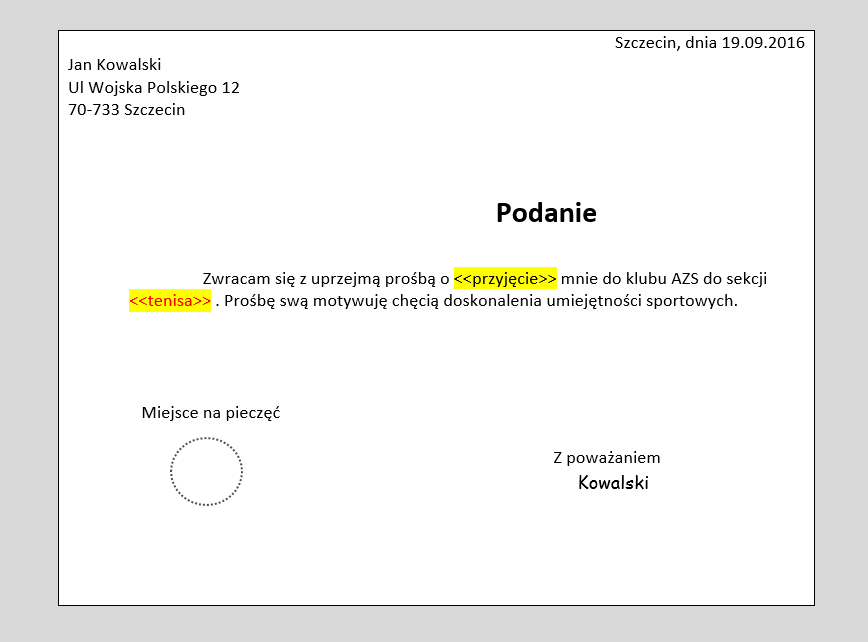 Szczecin, dnia 19.09.2016
Jan Kowalski
Ul Wojska Polskiego 12
70-733 Szczecin
Podanie
Zwracam się z uprzejmą prośbą o <<przyjęcie>> mnie do klubu AZS do sekcji
<<tenisa>> . Prośbę swą motywuję chęcią doskonalenia umiejętności sportowych.
Miejsce na pieczęć
Z poważaniem
Kowalski